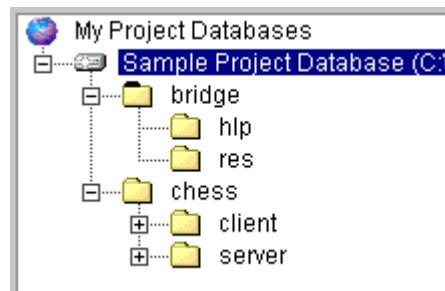 My Project Databases
Sample Project Database (C:\
bridge
hlp
res
chess
client
server